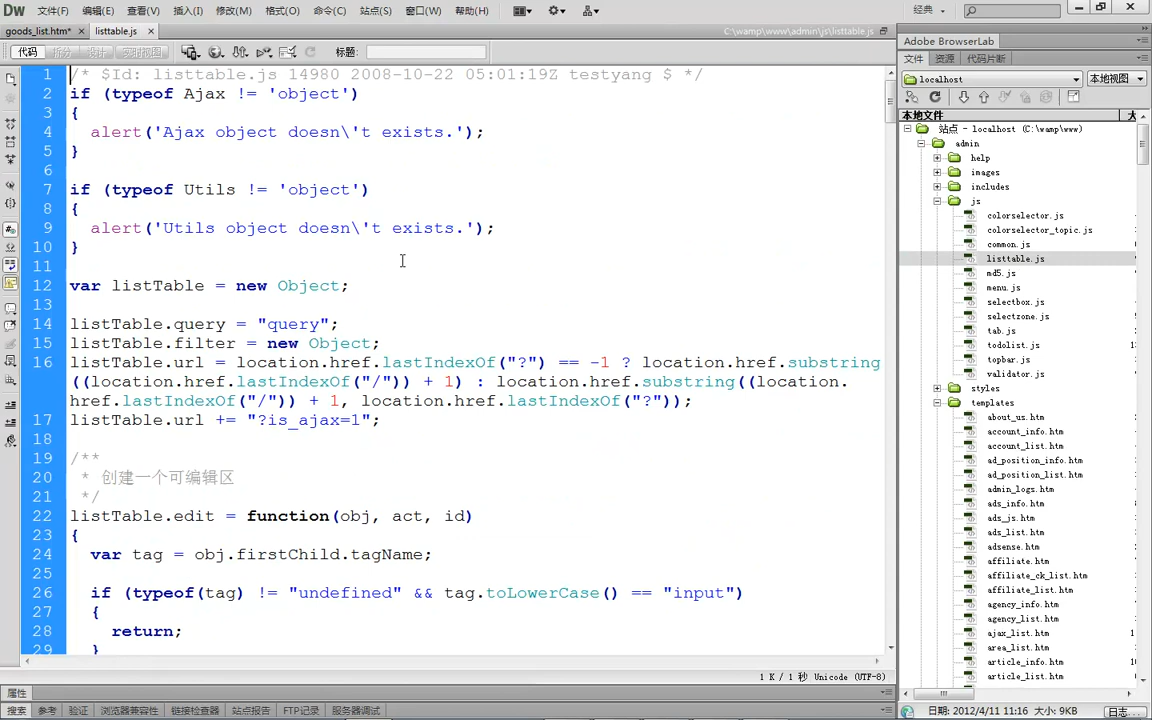 Dw 文件(F) 编辑(E) 查看(V) 插入(I) 修改(M) 格式(O) 命令(C) 站点(S) 窗口(W) 帮助(H) 经典
goods_list.htm* × listtable.js × C:\wamp\www\admin\js\listtable.js
代码 拆分 设计 实时视图 标题:
1 /* $Id: listtable.js 14980 2008-10-22 05:01:19Z testyang $ */
2 if (typeof Ajax != 'object')
3 {
4 alert('Ajax object doesn\'t exists.');
5 }
6
7 if (typeof Utils != 'object')
8 {
9 alert('Utils object doesn\'t exists.');
10 }
11
12 var listTable = new Object;
13
14 listTable.query = "query";
15 listTable.filter = new Object;
16 listTable.url = location.href.lastIndexOf("?") == -1 ? location.href.substring
((location.href.lastIndexOf("/")) + 1) : location.href.substring((location.
href.lastIndexOf("/")) + 1, location.href.lastIndexOf("?"));
17 listTable.url += "?is_ajax=1";
18
19 /**
20 * 创建一个可编辑区
21 */
22 listTable.edit = function(obj, act, id)
23 {
24 var tag = obj.firstChild.tagName;
25
26 if (typeof(tag) != "undefined" && tag.toLowerCase() == "input")
27 {
28 return;
29 }
1 K / 1 秒 Unicode (UTF-8)
属性
搜索 参考 验证 浏览器兼容性 链接检查器 站点报告 FTP记录 服务器调试
Adobe BrowserLab
文件 资源 代码片断
localhost 本地视图
本地文件 大
站点 - localhost (C:\wamp\www)
admin
help
images
includes
js
colorselector.js
colorselector_topic.js
common.js
listtable.js
md5.js
menu.js
selectbox.js
selectzone.js
tab.js
todolist.js
topbar.js
validator.js
styles
templates
about_us.htm
account_info.htm
account_list.htm
ad_position_info.htm
ad_position_list.htm
admin_logs.htm
ads_info.htm
ads_js.htm
ads_list.htm
adsense.htm
affiliate.htm
affiliate_ck_list.htm
affiliate_list.htm
agency_info.htm
agency_list.htm
ajax_list.htm
area_list.htm
article_info.htm
article_list.htm
日期: 2012/4/11 11:16 大小: 9KB 日志...